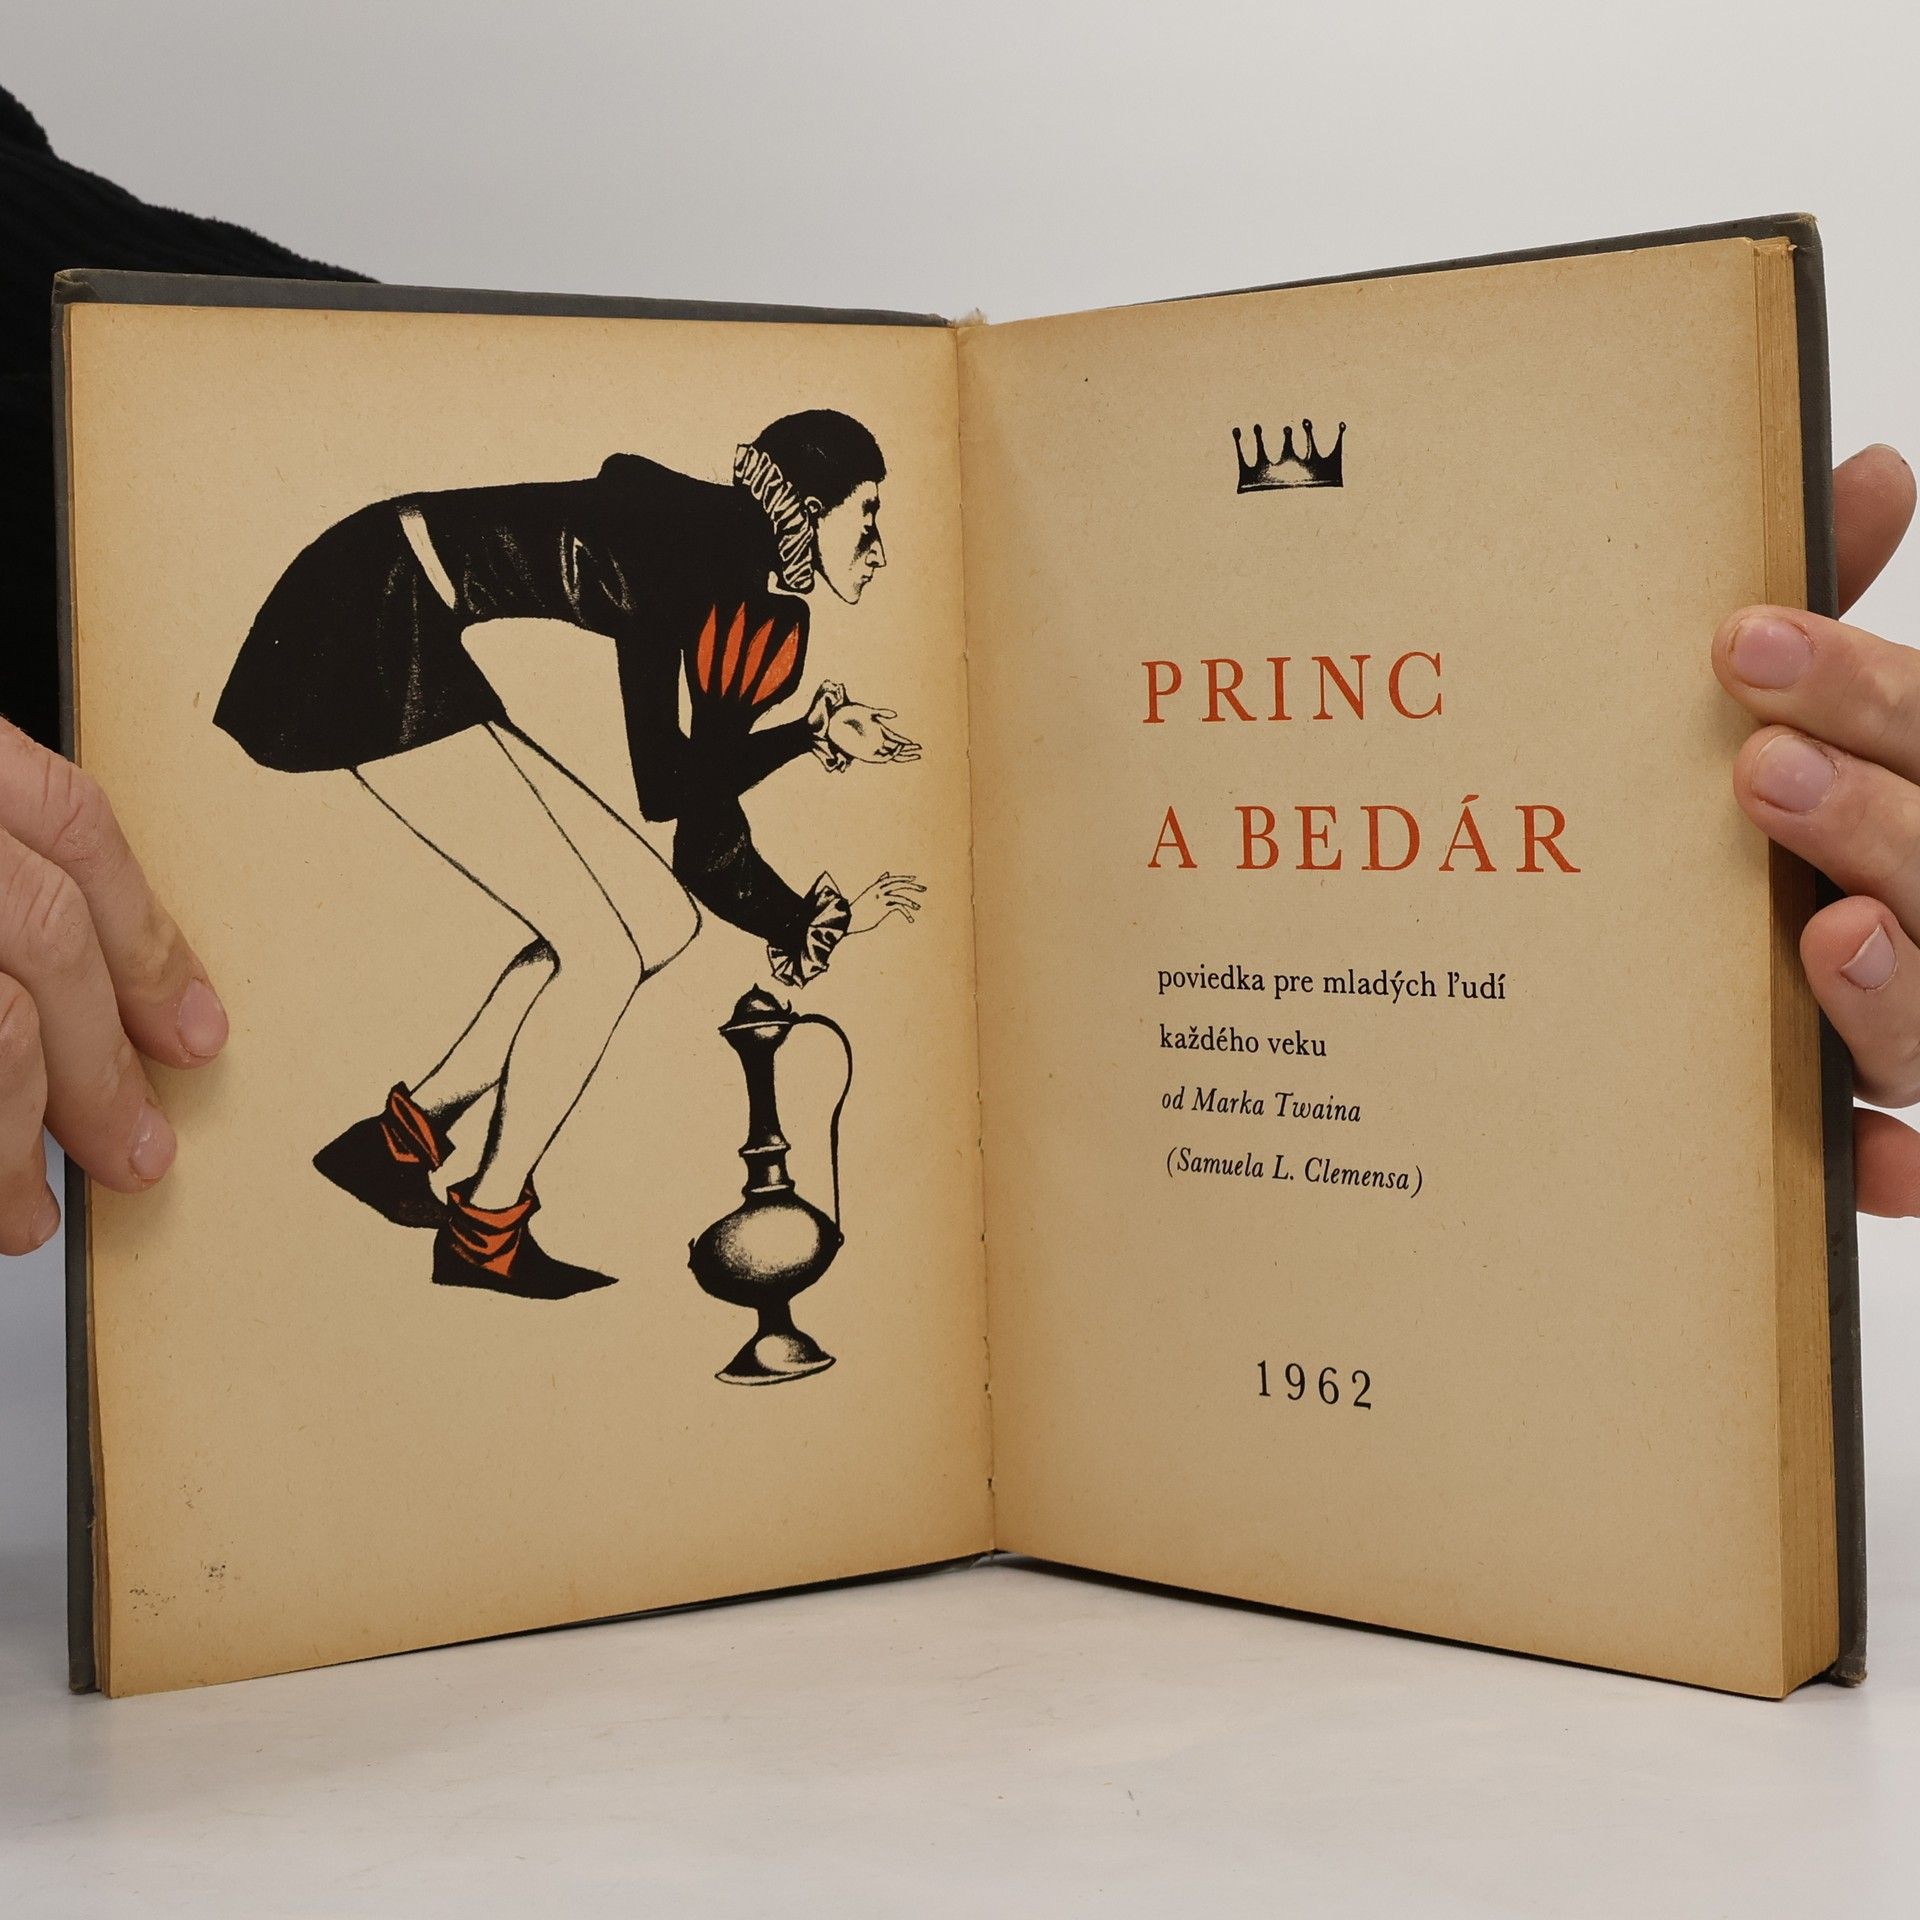 PRINC
A BEDÁR
poviedka pre mladých ľudí
každého veku
od Marka Twaina
(Samuela L. Clemensa)
1962